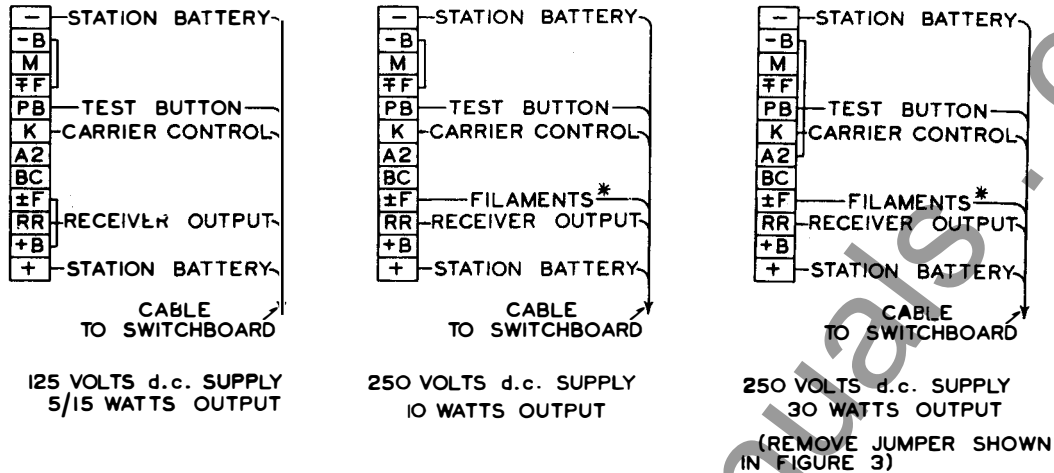 − STATION BATTERY
−B
M
∓F
PB TEST BUTTON
K CARRIER CONTROL
A2
BC
±F
RR RECEIVER OUTPUT
+B
+ STATION BATTERY
CABLE
TO SWITCHBOARD
125 VOLTS d.c. SUPPLY
5/15 WATTS OUTPUT
− STATION BATTERY
−B
M
∓F
PB TEST BUTTON
K CARRIER CONTROL
A2
BC
±F FILAMENTS*
RR RECEIVER OUTPUT
+B
+ STATION BATTERY
CABLE
TO SWITCHBOARD
250 VOLTS d.c. SUPPLY
10 WATTS OUTPUT
− STATION BATTERY
−B
M
∓F
PB TEST BUTTON
K CARRIER CONTROL
A2
BC
±F FILAMENTS*
RR RECEIVER OUTPUT
+B
+ STATION BATTERY
CABLE
TO SWITCHBOARD
250 VOLTS d.c. SUPPLY
30 WATTS OUTPUT
(REMOVE JUMPER SHOWN
IN FIGURE 3)